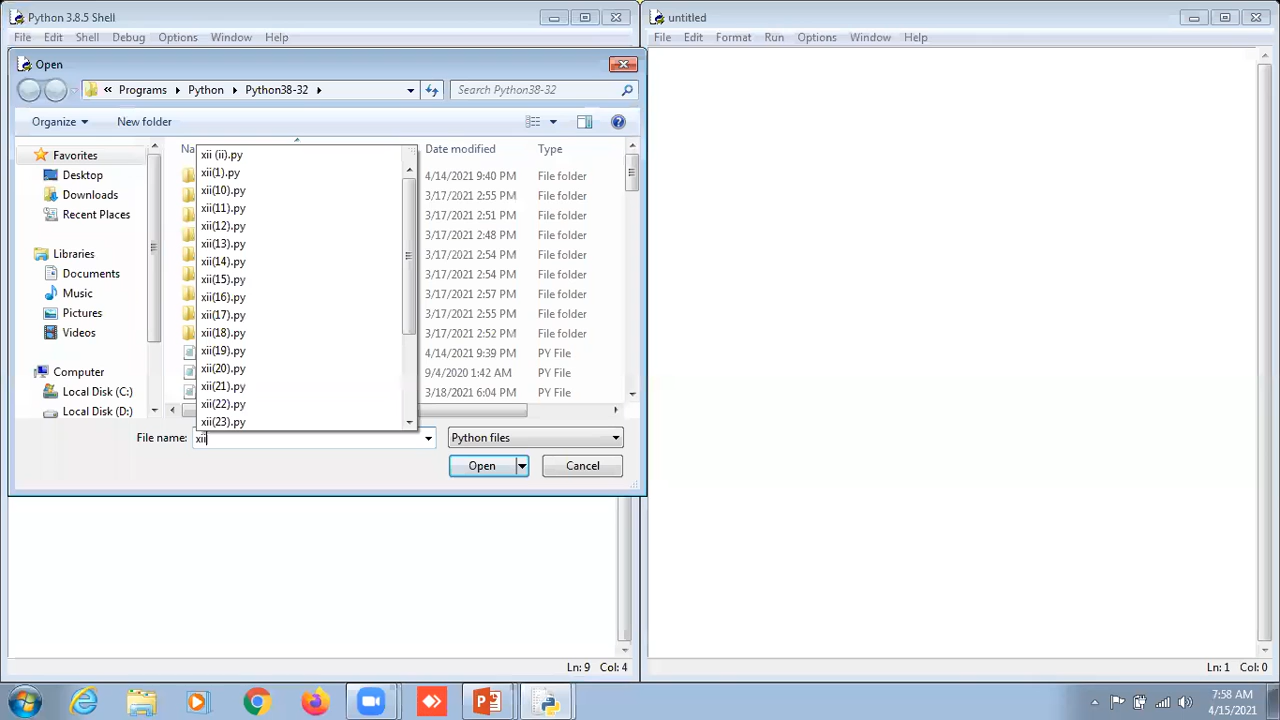 Python 3.8.5 Shell
File Edit Shell Debug Options Window Help
untitled
File Edit Format Run Options Window Help
Open
« Programs Python Python38-32
Search Python38-32
Organize New folder
Favorites
Desktop
Downloads
Recent Places
Libraries
Documents
Music
Pictures
Videos
Computer
Local Disk (C:)
Local Disk (D:)
Date modified Type
4/14/2021 9:40 PM File folder
3/17/2021 2:55 PM File folder
3/17/2021 2:51 PM File folder
3/17/2021 2:48 PM File folder
3/17/2021 2:54 PM File folder
3/17/2021 2:54 PM File folder
3/17/2021 2:57 PM File folder
3/17/2021 2:55 PM File folder
3/17/2021 2:52 PM File folder
4/14/2021 9:39 PM PY File
9/4/2020 1:42 AM PY File
3/18/2021 6:04 PM PY File
xii (ii).py
xii(1).py
xii(10).py
xii(11).py
xii(12).py
xii(13).py
xii(14).py
xii(15).py
xii(16).py
xii(17).py
xii(18).py
xii(19).py
xii(20).py
xii(21).py
xii(22).py
xii(23).py
File name: xii
Python files
Open Cancel
Ln: 9 Col: 4
Ln: 1 Col: 0
7:58 AM
4/15/2021